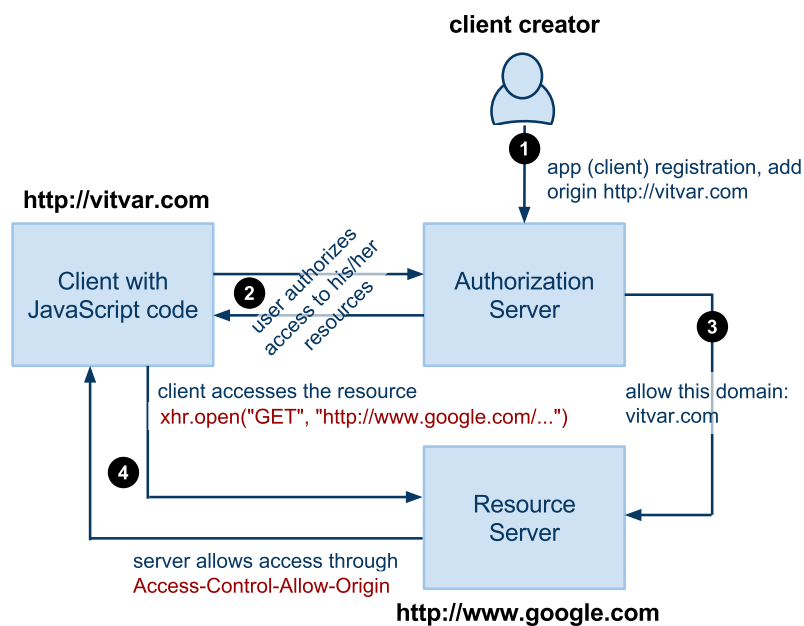 client creator
1
app (client) registration, add
origin http://vitvar.com
http://vitvar.com
Client with
JavaScript code
2
user authorizes
access to his/her
resources
Authorization
Server
3
allow this domain:
vitvar.com
client accesses the resource
xhr.open("GET", "http://www.google.com/...")
4
Resource
Server
server allows access through
Access-Control-Allow-Origin
http://www.google.com